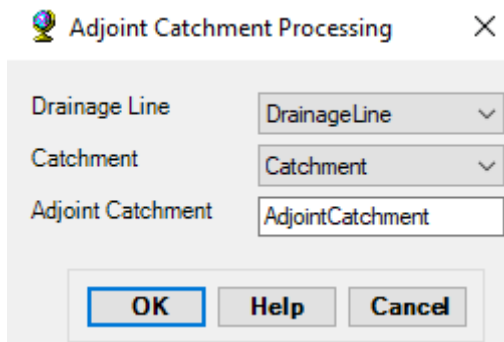 Adjoint Catchment Processing
Drainage Line DrainageLine
Catchment Catchment
Adjoint Catchment AdjointCatchment
OK Help Cancel